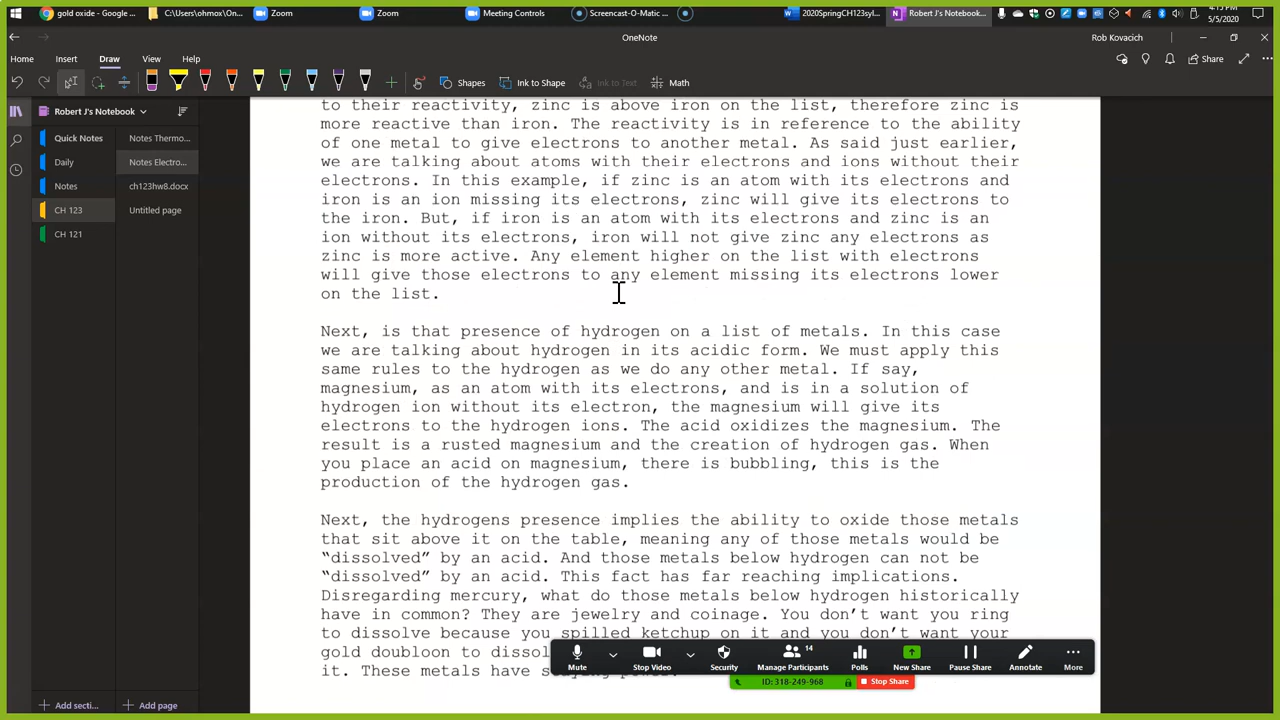 gold oxide - Google ... C:\Users\ohmox\On... Zoom Zoom Meeting Controls Screencast-O-Matic ... 2020SpringCH123syl... Robert J's Notebook... 4:15 PM
5/5/2020
OneNote Rob Kovacich
Home Insert Draw View Help Share
Shapes Ink to Shape Ink to Text Math
Robert J's Notebook
Quick Notes Notes Thermo...
Daily Notes Electro...
Notes ch123hw8.docx
CH 123 Untitled page
CH 121
to their reactivity, zinc is above iron on the list, therefore zinc is
more reactive than iron. The reactivity is in reference to the ability
of one metal to give electrons to another metal. As said just earlier,
we are talking about atoms with their electrons and ions without their
electrons. In this example, if zinc is an atom with its electrons and
iron is an ion missing its electrons, zinc will give its electrons to
the iron. But, if iron is an atom with its electrons and zinc is an
ion without its electrons, iron will not give zinc any electrons as
zinc is more active. Any element higher on the list with electrons
will give those electrons to any element missing its electrons lower
on the list.
Next, is that presence of hydrogen on a list of metals. In this case
we are talking about hydrogen in its acidic form. We must apply this
same rules to the hydrogen as we do any other metal. If say,
magnesium, as an atom with its electrons, and is in a solution of
hydrogen ion without its electron, the magnesium will give its
electrons to the hydrogen ions. The acid oxidizes the magnesium. The
result is a rusted magnesium and the creation of hydrogen gas. When
you place an acid on magnesium, there is bubbling, this is the
production of the hydrogen gas.
Next, the hydrogens presence implies the ability to oxide those metals
that sit above it on the table, meaning any of those metals would be
“dissolved” by an acid. And those metals below hydrogen can not be
“dissolved” by an acid. This fact has far reaching implications.
Disregarding mercury, what do those metals below hydrogen historically
have in common? They are jewelry and coinage. You don’t want you ring
to dissolve because you spilled ketchup on it and you don’t want your
gold doubloon to dissol
it. These metals have staying power.
Mute Stop Video Security Manage Participants 14 Polls New Share Pause Share Annotate More
ID: 318-249-968 Stop Share
Add secti... Add page